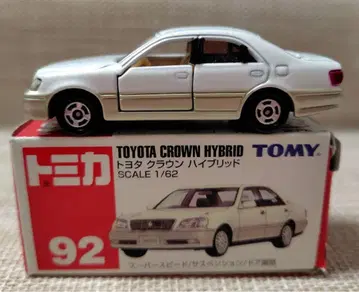 トミカ
TOYOTA CROWN HYBRID
トヨタ クラウン ハイブリッド
SCALE 1/62
TOMY
92
スーパースピード/サスペンション/ドア開閉